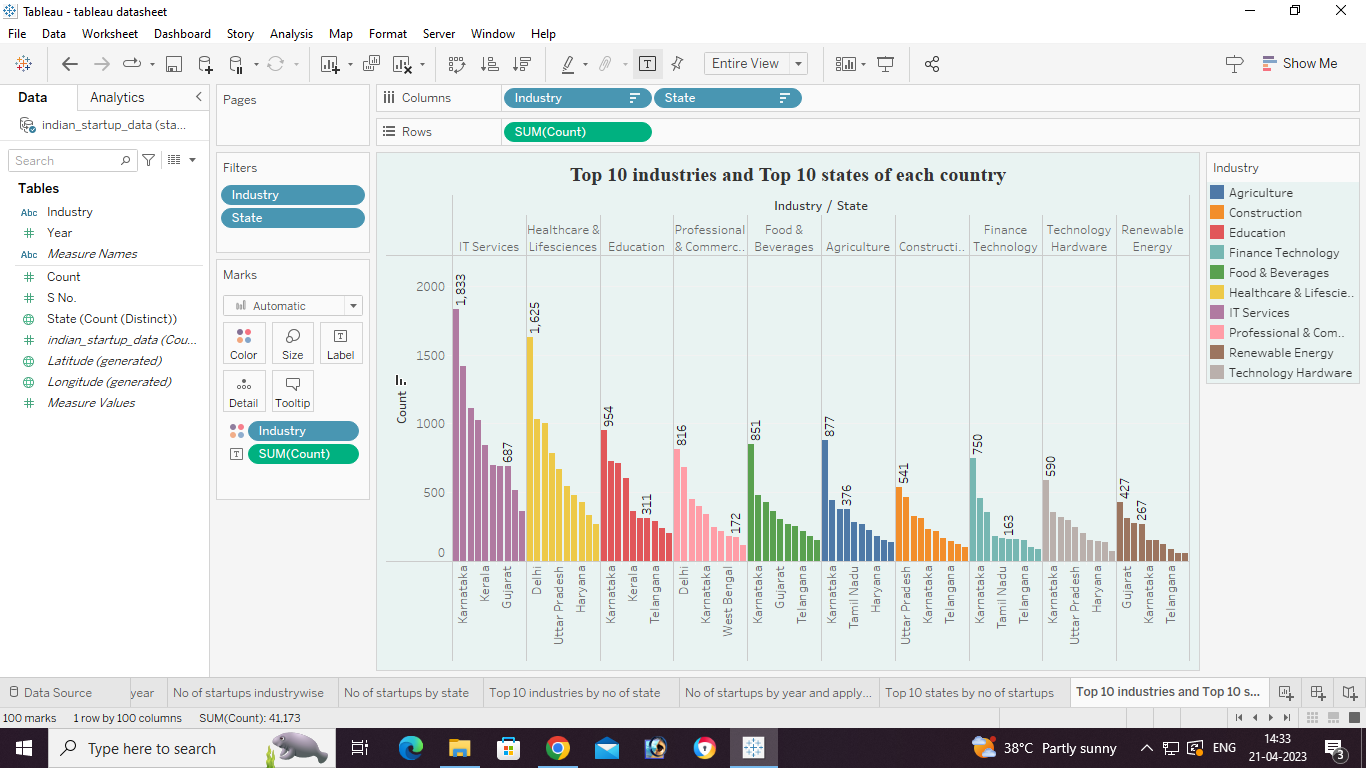 Tableau - tableau datasheet
File Data Worksheet Dashboard Story Analysis Map Format Server Window Help
Entire View
Show Me
Data Analytics
indian_startup_data (sta...
Search
Tables
Abc Industry
Year
Abc Measure Names
Count
S No.
State (Count (Distinct))
indian_startup_data (Cou...
Latitude (generated)
Longitude (generated)
Measure Values
Pages
Filters
Industry
State
Marks
Automatic
Color Size Label
Detail Tooltip
Industry
SUM(Count)
Columns Industry State
Rows SUM(Count)
Top 10 industries and Top 10 states of each country
Industry / State
IT Services
Healthcare &
Lifesciences
Education
Professional
& Commerc..
Food &
Beverages
Agriculture
Constructi..
Finance
Technology
Technology
Hardware
Renewable
Energy
Count
2000
1500
1000
500
0
1,833
687
1,625
954
311
816
172
851
877
376
541
750
163
590
427
267
Karnataka
Kerala
Gujarat
Delhi
Uttar Pradesh
Haryana
Karnataka
Kerala
Telangana
Delhi
Karnataka
West Bengal
Karnataka
Gujarat
Telangana
Karnataka
Tamil Nadu
Haryana
Uttar Pradesh
Karnataka
Telangana
Karnataka
Tamil Nadu
Telangana
Karnataka
Uttar Pradesh
Haryana
Gujarat
Karnataka
Telangana
Industry
Agriculture
Construction
Education
Finance Technology
Food & Beverages
Healthcare & Lifescie..
IT Services
Professional & Com..
Renewable Energy
Technology Hardware
Data Source
year
No of startups industrywise
No of startups by state
Top 10 industries by no of state
No of startups by year and apply...
Top 10 states by no of startups
Top 10 industries and Top 10 s...
100 marks 1 row by 100 columns SUM(Count): 41,173
Type here to search
38°C Partly sunny
ENG
14:33
21-04-2023
3